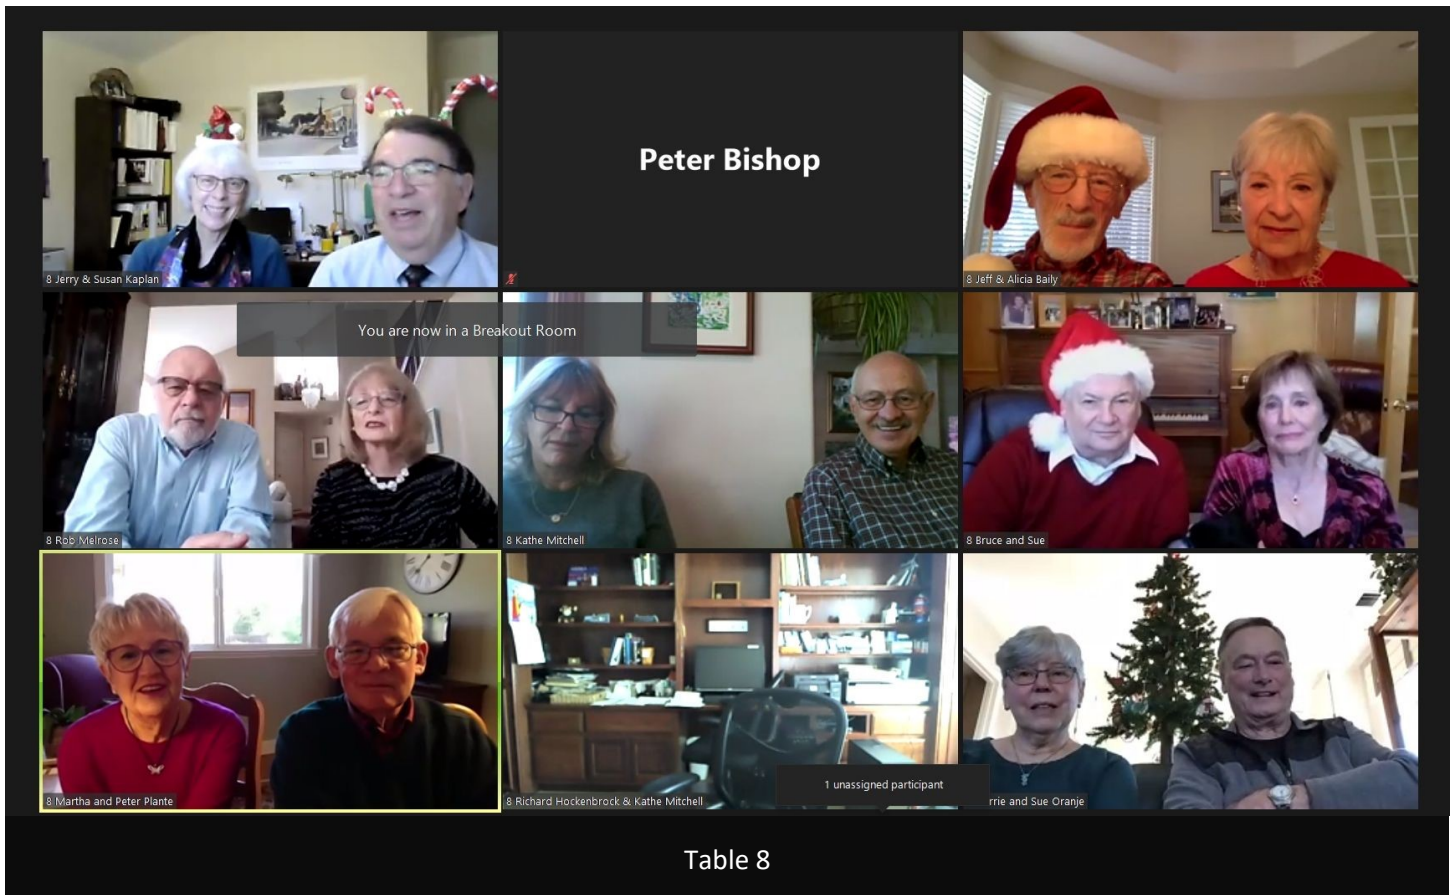 8 Jerry & Susan Kaplan
Peter Bishop
8 Jeff & Alicia Baily
You are now in a Breakout Room
8 Rob Melrose
8 Kathe Mitchell
8 Bruce and Sue
8 Martha and Peter Plante
8 Richard Hockenbrock & Kathe Mitchell
1 unassigned participant
and Sue Oranje
Table 8